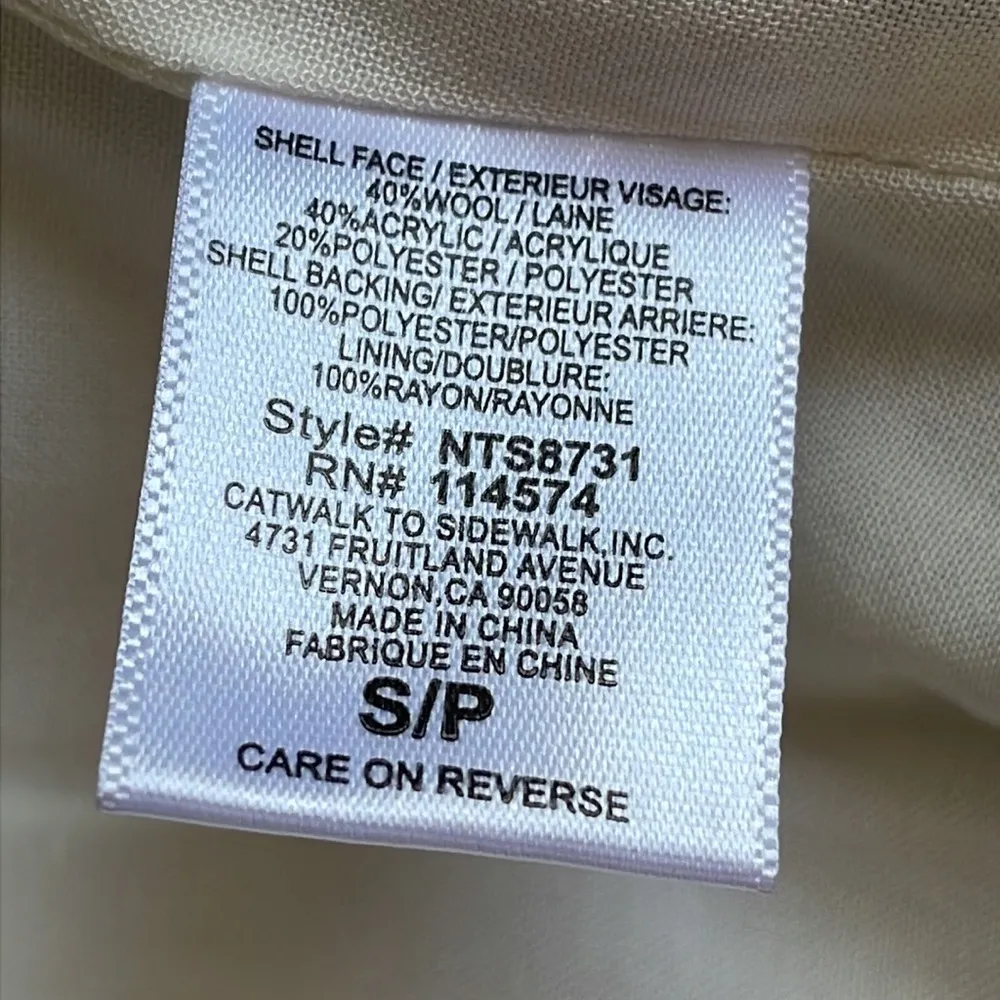 SHELL FACE / EXTERIEUR VISAGE:
40%WOOL / LAINE
40%ACRYLIC / ACRYLIQUE
20%POLYESTER / POLYESTER
SHELL BACKING/ EXTERIEUR ARRIERE:
100%POLYESTER/POLYESTER
LINING/DOUBLURE:
100%RAYON/RAYONNE
Style# NTS8731
RN# 114574
CATWALK TO SIDEWALK,INC.
4731 FRUITLAND AVENUE
VERNON,CA 90058
MADE IN CHINA
FABRIQUE EN CHINE
S/P
CARE ON REVERSE